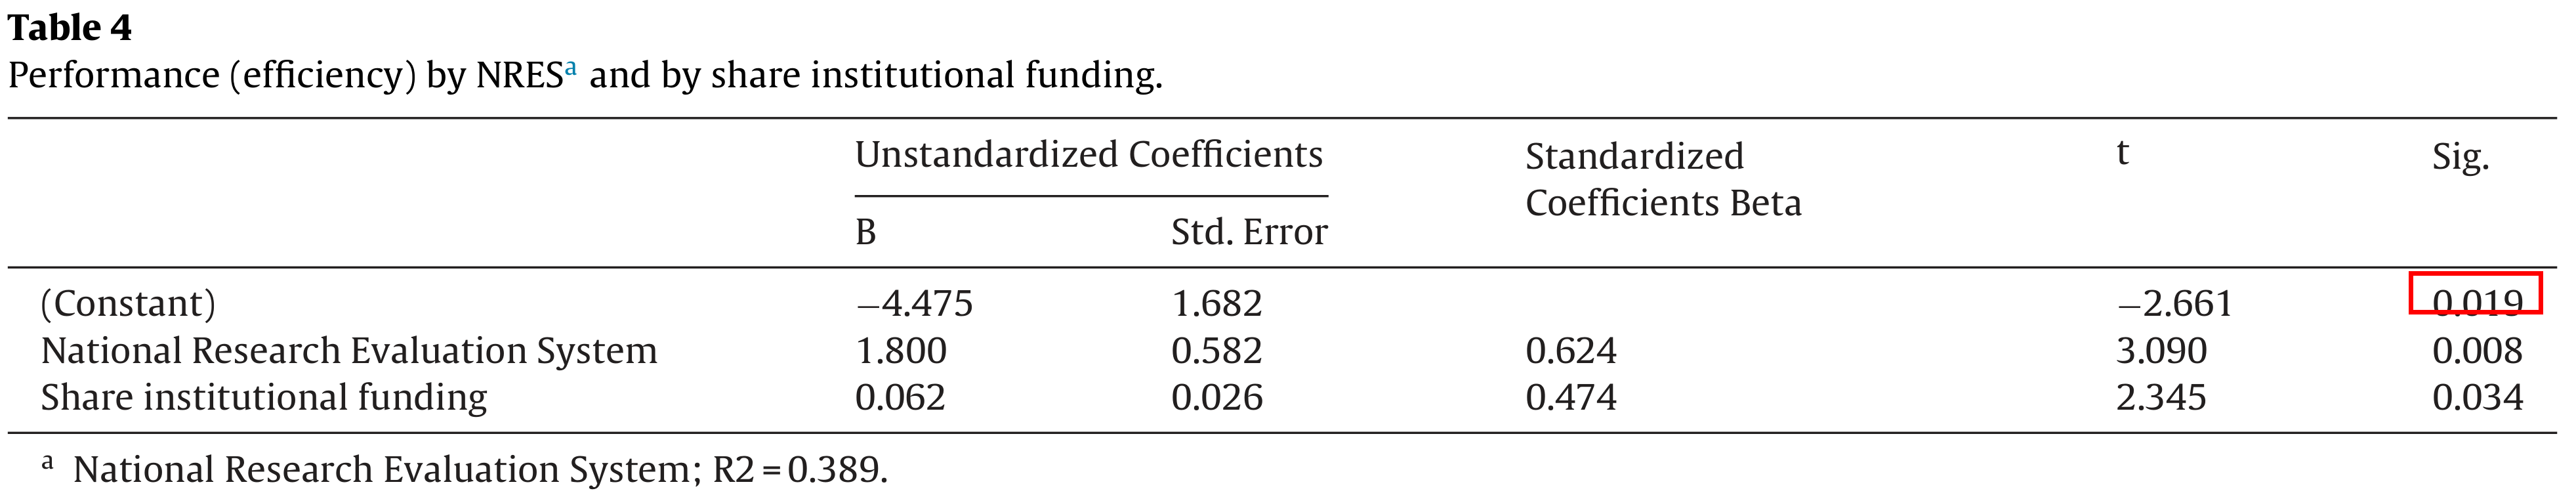 Table 4
Performance (efficiency) by NRESa and by share institutional funding.
Unstandardized Coefficients Standardized Coefficients Beta t Sig.
B Std. Error
(Constant) −4.475 1.682 −2.661 0.019
National Research Evaluation System 1.800 0.582 0.624 3.090 0.008
Share institutional funding 0.062 0.026 0.474 2.345 0.034
a National Research Evaluation System; R2 = 0.389.